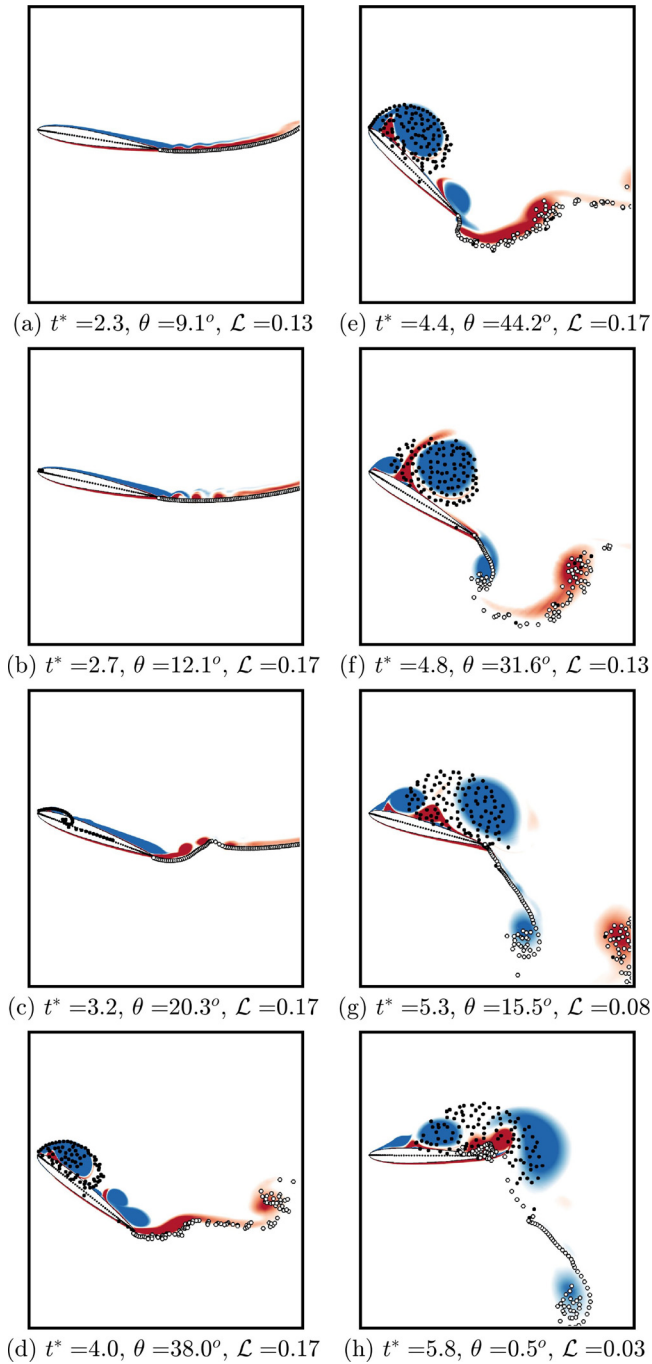 (a) t* =2.3, θ =9.1°, ℒ =0.13
(b) t* =2.7, θ =12.1°, ℒ =0.17
(c) t* =3.2, θ =20.3°, ℒ =0.17
(d) t* =4.0, θ =38.0°, ℒ =0.17
(e) t* =4.4, θ =44.2°, ℒ =0.17
(f) t* =4.8, θ =31.6°, ℒ =0.13
(g) t* =5.3, θ =15.5°, ℒ =0.08
(h) t* =5.8, θ =0.5°, ℒ =0.03